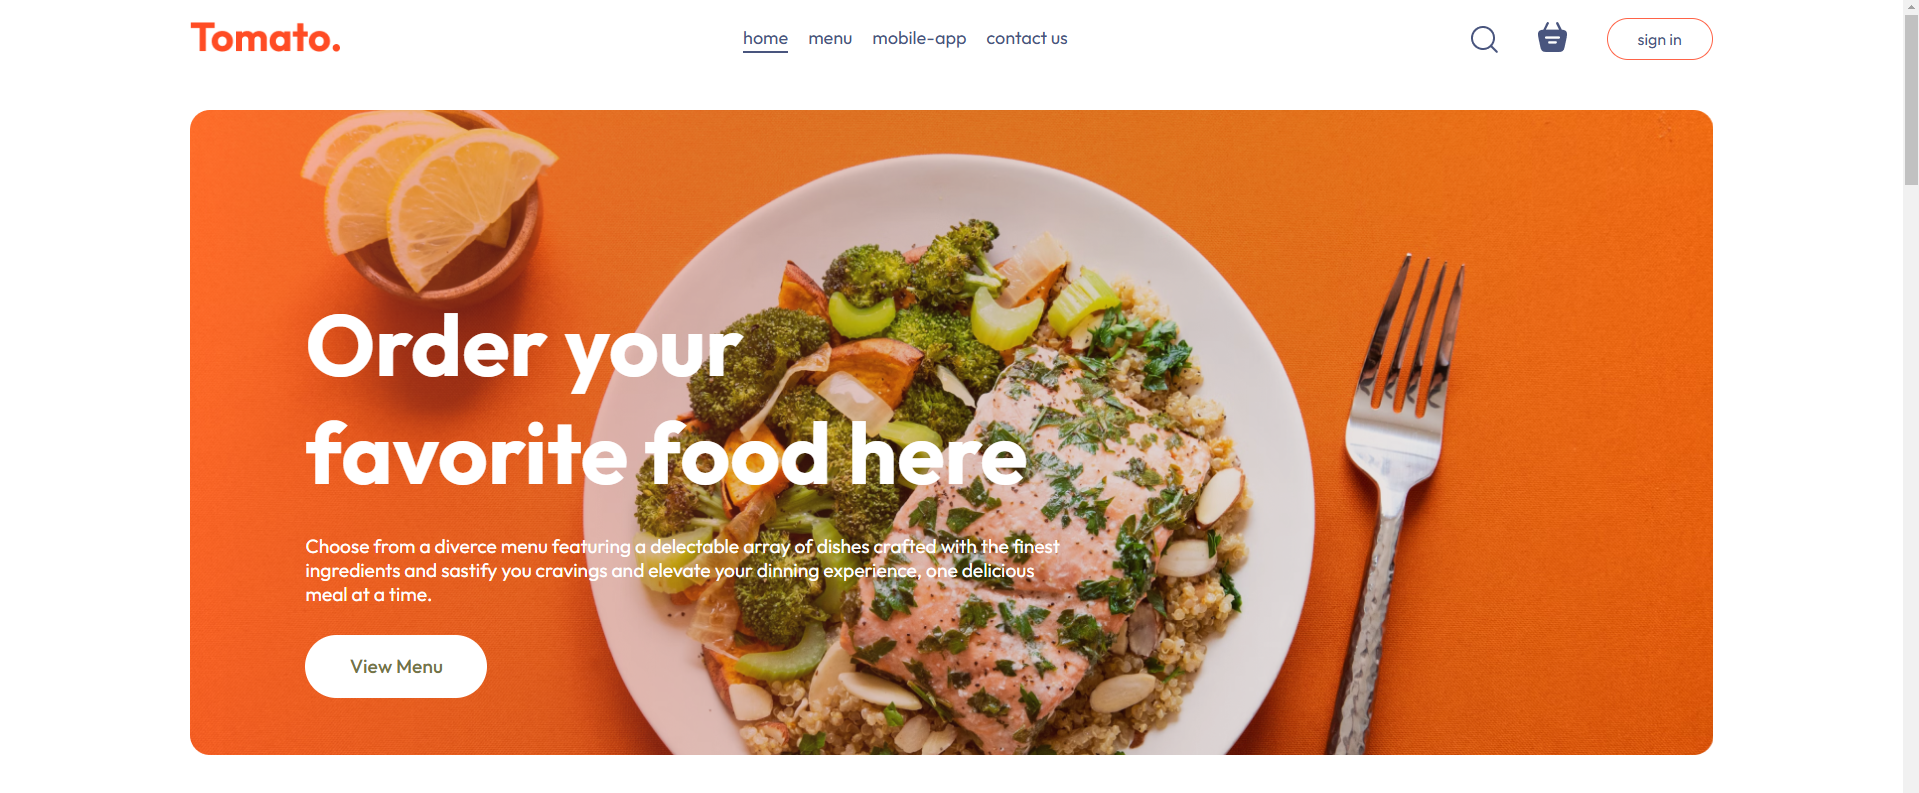 Tomato.
home menu mobile-app contact us
sign in
Order your
favorite food here
Choose from a diverce menu featuring a delectable array of dishes crafted with the finest
ingredients and sastify you cravings and elevate your dinning experience, one delicious
meal at a time.
View Menu